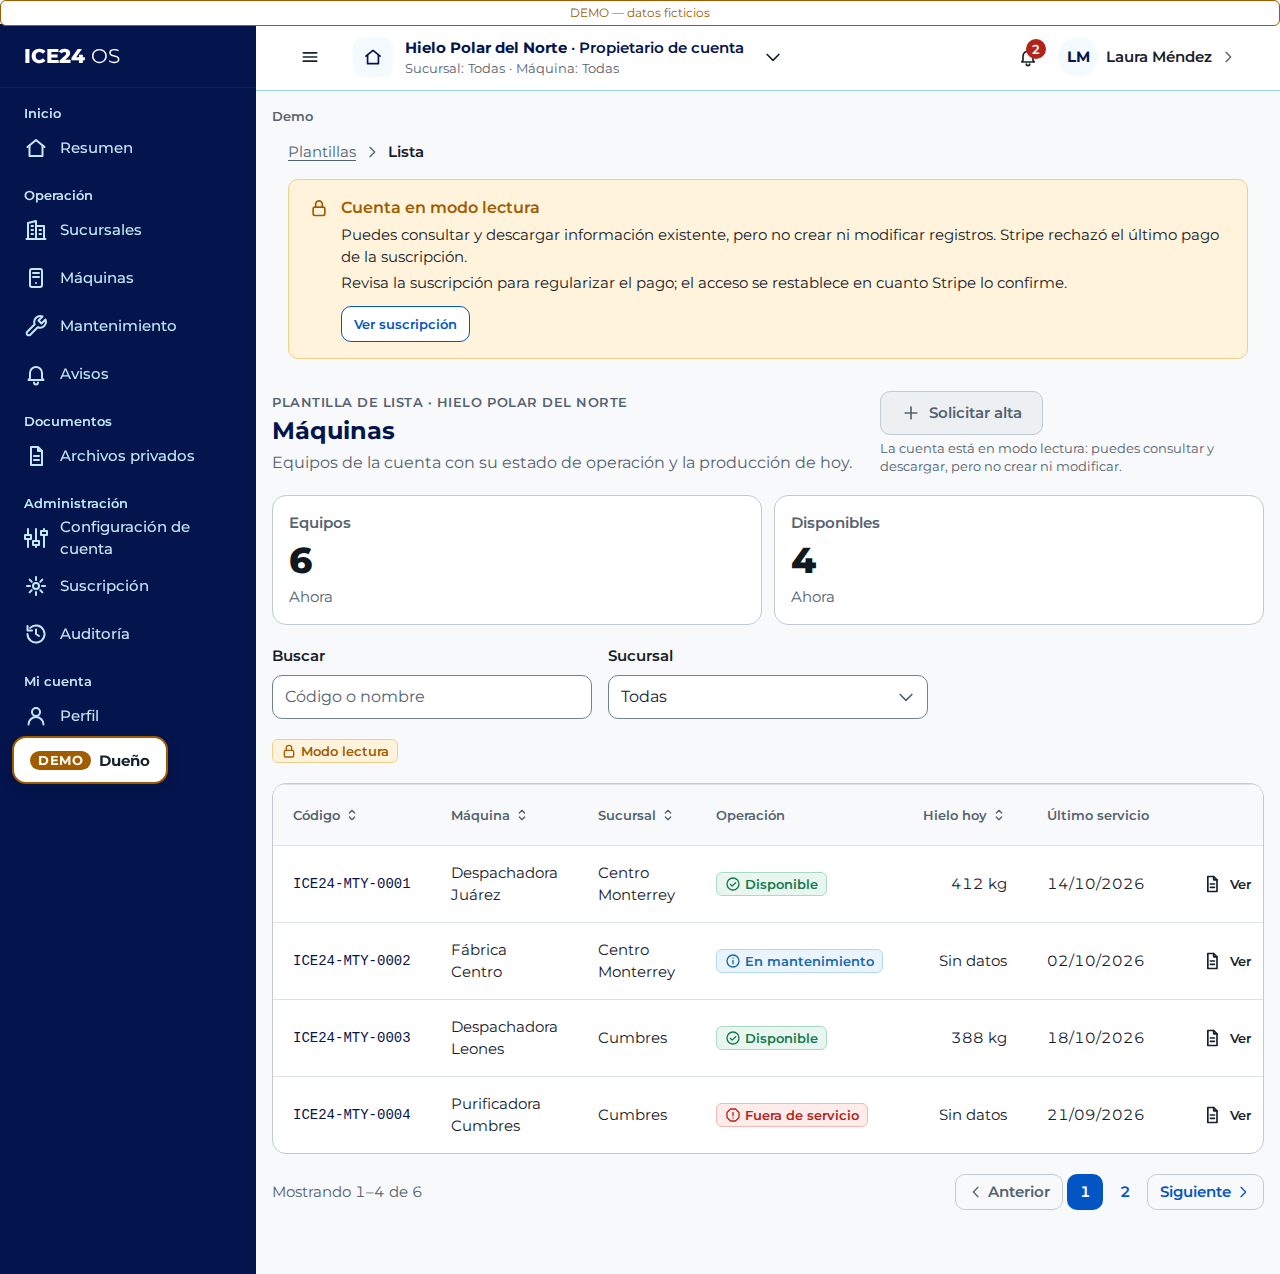 DEMO — datos ficticios
ICE24 OS
Inicio
Resumen
Operación
Sucursales
Máquinas
Mantenimiento
Avisos
Documentos
Archivos privados
Administración
Configuración de
cuenta
Suscripción
Auditoría
Mi cuenta
Perfil
DEMO Dueño
Hielo Polar del Norte · Propietario de cuenta
Sucursal: Todas · Máquina: Todas
2
LM Laura Méndez
Demo
Plantillas Lista
Cuenta en modo lectura
Puedes consultar y descargar información existente, pero no crear ni modificar registros. Stripe rechazó el último pago
de la suscripción.
Revisa la suscripción para regularizar el pago; el acceso se restablece en cuanto Stripe lo confirme.
Ver suscripción
PLANTILLA DE LISTA · HIELO POLAR DEL NORTE
Máquinas
Equipos de la cuenta con su estado de operación y la producción de hoy.
Solicitar alta
La cuenta está en modo lectura: puedes consultar y
descargar, pero no crear ni modificar.
Equipos
6
Ahora
Disponibles
4
Ahora
Buscar
Código o nombre
Sucursal
Todas
Modo lectura
Código Máquina Sucursal Operación Hielo hoy Último servicio
ICE24-MTY-0001 Despachadora Juárez Centro Monterrey Disponible 412 kg 14/10/2026 Ver
ICE24-MTY-0002 Fábrica Centro Centro Monterrey En mantenimiento Sin datos 02/10/2026 Ver
ICE24-MTY-0003 Despachadora Leones Cumbres Disponible 388 kg 18/10/2026 Ver
ICE24-MTY-0004 Purificadora Cumbres Cumbres Fuera de servicio Sin datos 21/09/2026 Ver
Mostrando 1–4 de 6
Anterior 1 2 Siguiente